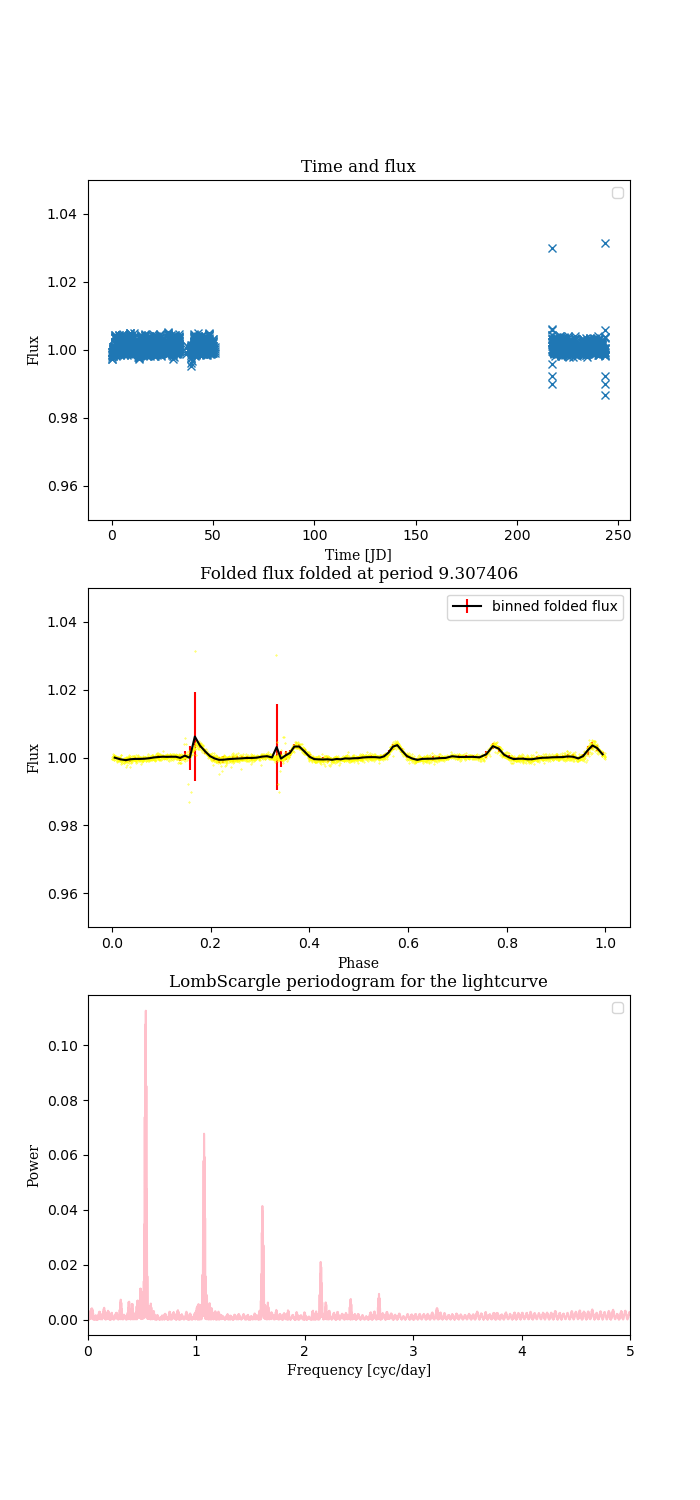 Time and flux
Flux
1.04
1.02
1.00
0.98
0.96
0 50 100 150 200 250
Time [JD]
Folded flux folded at period 9.307406
Flux
1.04
1.02
1.00
0.98
0.96
binned folded flux
0.0 0.2 0.4 0.6 0.8 1.0
Phase
LombScargle periodogram for the lightcurve
Power
0.10
0.08
0.06
0.04
0.02
0.00
0 1 2 3 4 5
Frequency [cyc/day]